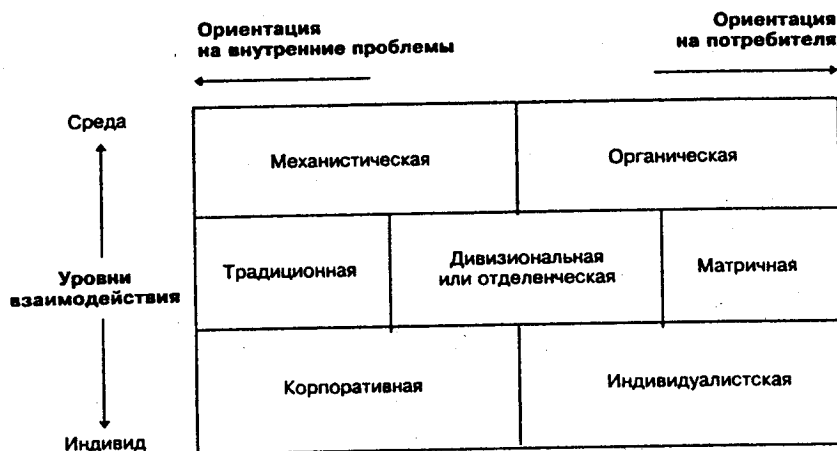 Ориентация
на внутренние проблемы
Ориентация
на потребителя
Среда
Механистическая
Органическая
Уровни
взаимодействия
Традиционная
Дивизиональная
или отделенческая
Матричная
Корпоративная
Индивидуалистская
Индивид